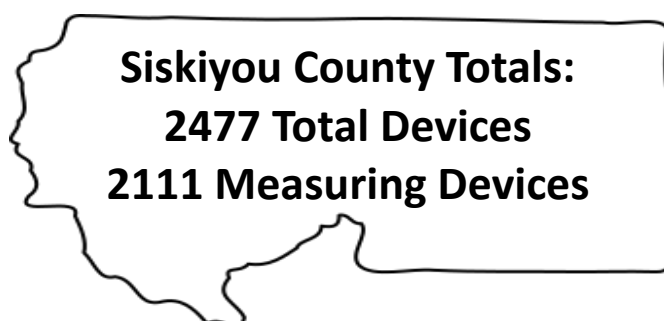 Siskiyou County Totals:
2477 Total Devices
2111 Measuring Devices